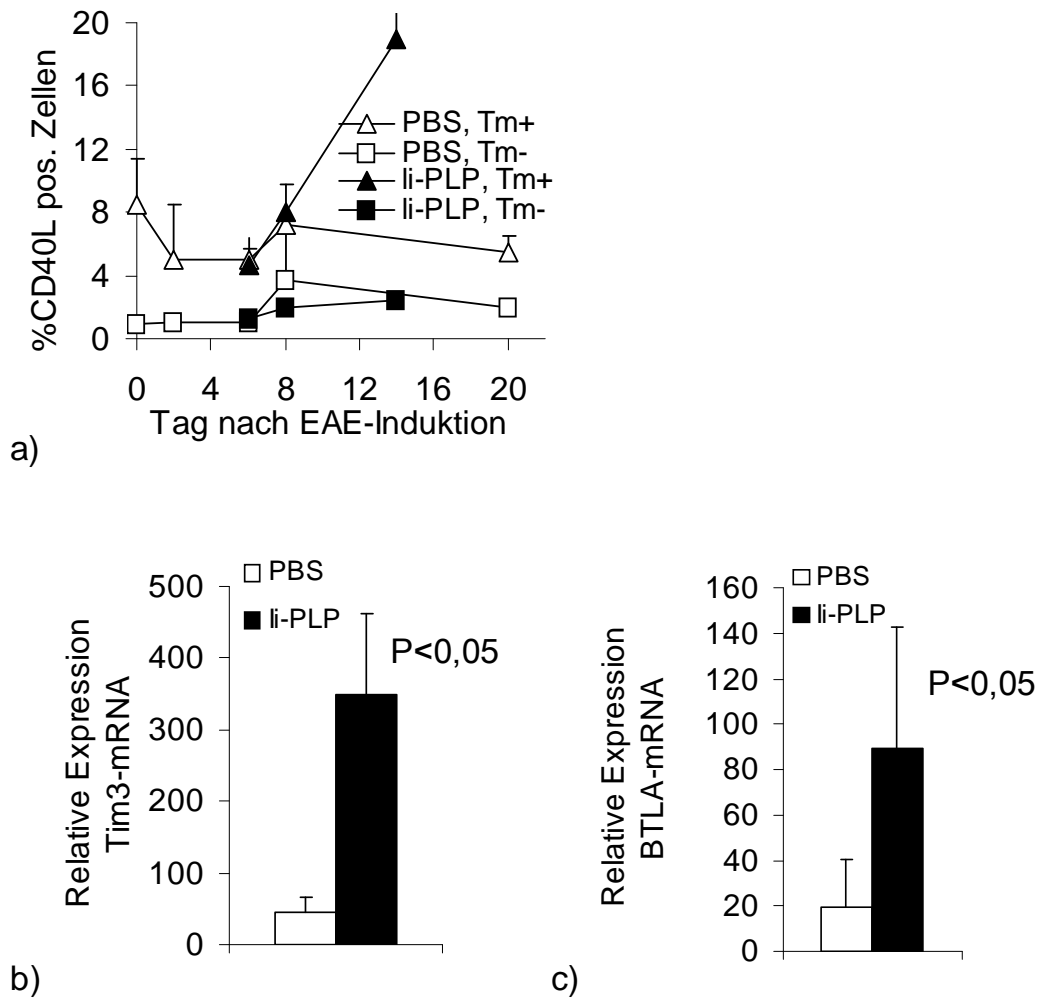 20
16
12
8
4
0
%CD40L pos. Zellen
PBS, Tm+
PBS, Tm-
li-PLP, Tm+
li-PLP, Tm-
0 4 8 12 16 20
Tag nach EAE-Induktion
a)
PBS
li-PLP
P<0,05
500
400
300
200
100
0
Relative Expression
Tim3-mRNA
b)
PBS
li-PLP
P<0,05
160
140
120
100
80
60
40
20
0
Relative Expression
BTLA-mRNA
c)